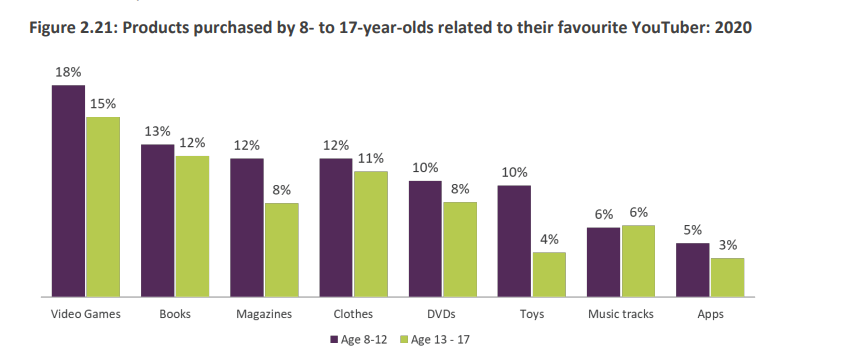 Figure 2.21: Products purchased by 8- to 17-year-olds related to their favourite YouTuber: 2020
18%
15%
13%
12%
12%
8%
12%
11%
10%
8%
10%
4%
6%
6%
5%
3%
Video Games
Books
Magazines
Clothes
DVDs
Toys
Music tracks
Apps
Age 8-12
Age 13 - 17